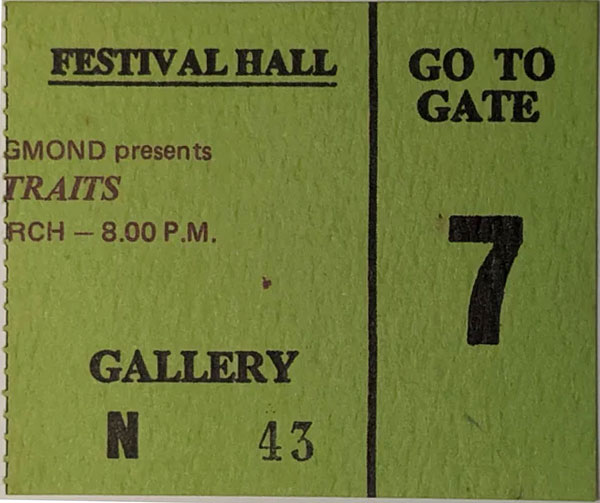 FESTIVAL HALL
GMOND presents
TRAITS
RCH — 8.00 P.M.
GALLERY
N 43
GO TO
GATE
7